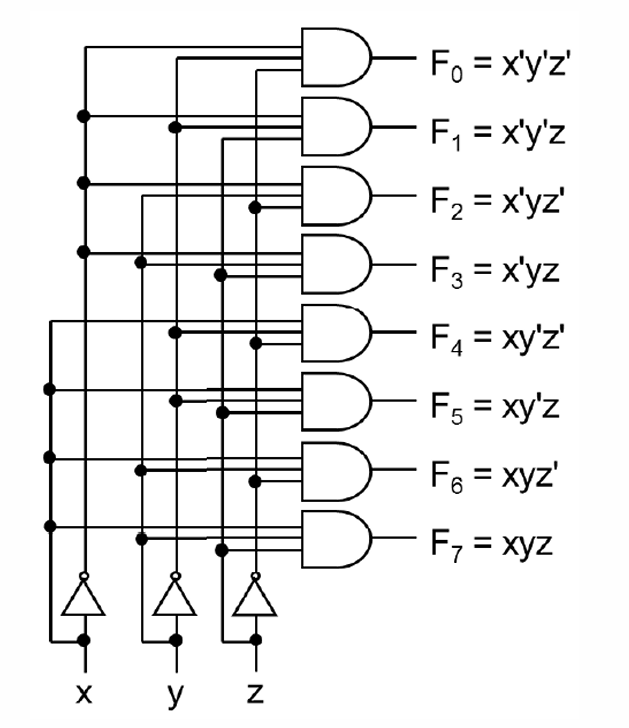 F₀ = x'y'z'
F₁ = x'y'z
F₂ = x'yz'
F₃ = x'yz
F₄ = xy'z'
F₅ = xy'z
F₆ = xyz'
F₇ = xyz
x y z